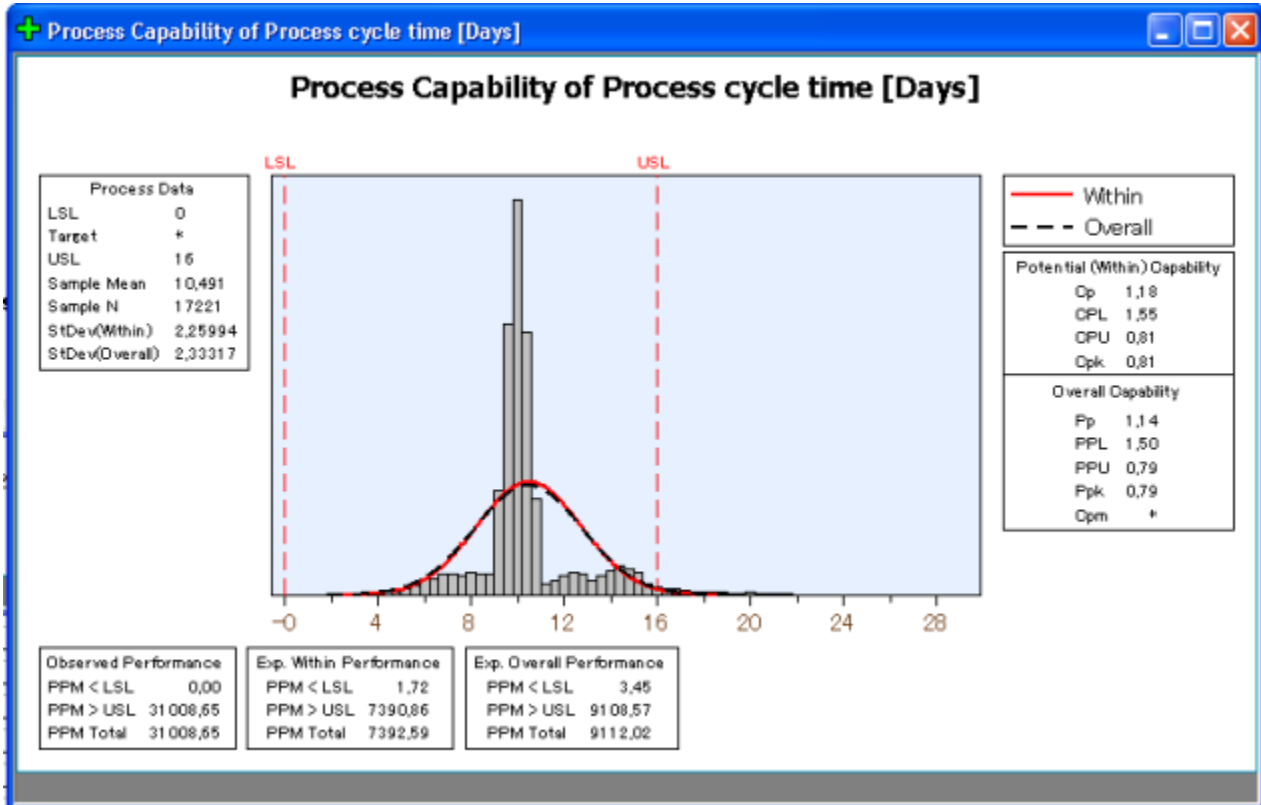 Process Capability of Process cycle time [Days]
Process Capability of Process cycle time [Days]
LSL
USL
Process Data
LSL 0
Target *
USL 16
Sample Mean 10,491
Sample N 17221
StDev(Within) 2,25994
StDev(Overall) 2,33317
Within
Overall
Potential (Within) Capability
Cp 1,18
CPL 1,55
CPU 0,81
Cpk 0,81
Overall Capability
Pp 1,14
PPL 1,50
PPU 0,79
Ppk 0,79
Cpm *
-0 4 8 12 16 20 24 28
Observed Performance
PPM < LSL 0,00
PPM > USL 31008,65
PPM Total 31008,65
Exp. Within Performance
PPM < LSL 1,72
PPM > USL 7390,86
PPM Total 7392,59
Exp. Overall Performance
PPM < LSL 3,45
PPM > USL 9108,57
PPM Total 9112,02